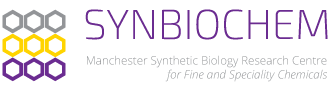 SYNBIOCHEM
Manchester Synthetic Biology Research Centre
for Fine and Speciality Chemicals